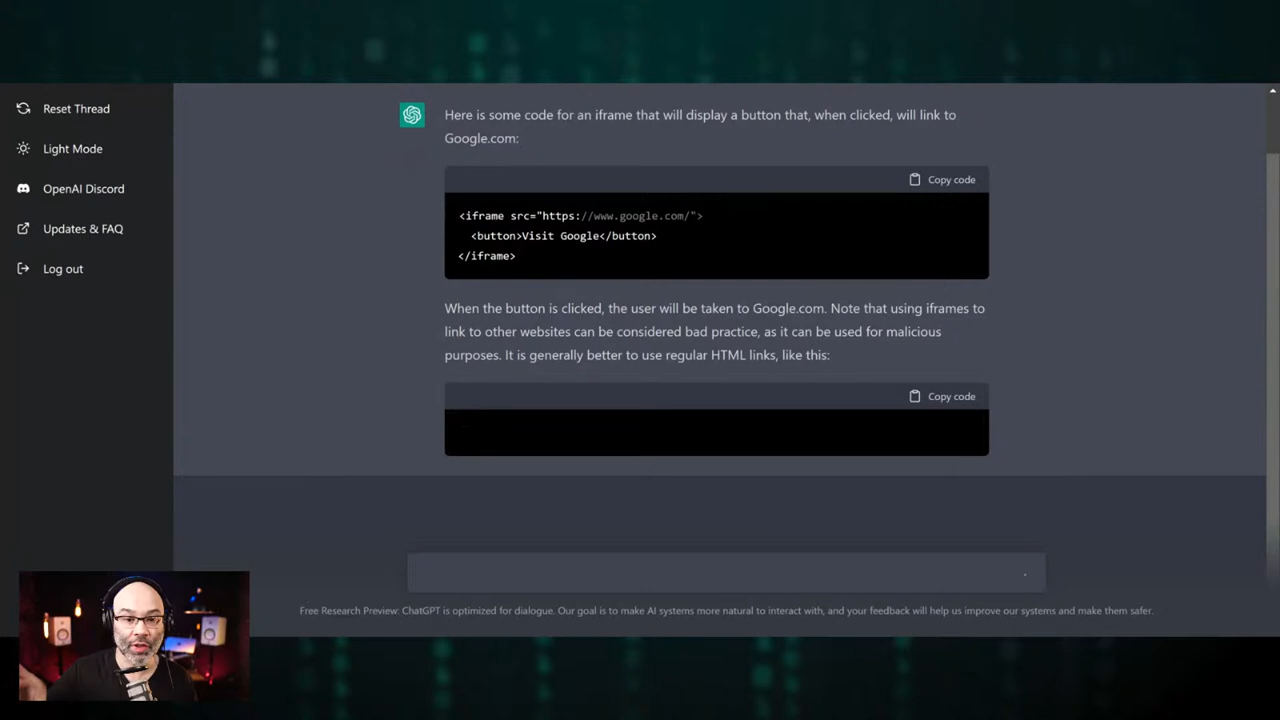 Reset Thread
Light Mode
OpenAI Discord
Updates & FAQ
Log out
Here is some code for an iframe that will display a button that, when clicked, will link to
Google.com:
Copy code
<iframe src="https://www.google.com/">
<button>Visit Google</button>
</iframe>
When the button is clicked, the user will be taken to Google.com. Note that using iframes to
link to other websites can be considered bad practice, as it can be used for malicious
purposes. It is generally better to use regular HTML links, like this:
Copy code
Free Research Preview: ChatGPT is optimized for dialogue. Our goal is to make AI systems more natural to interact with, and your feedback will help us improve our systems and make them safer.